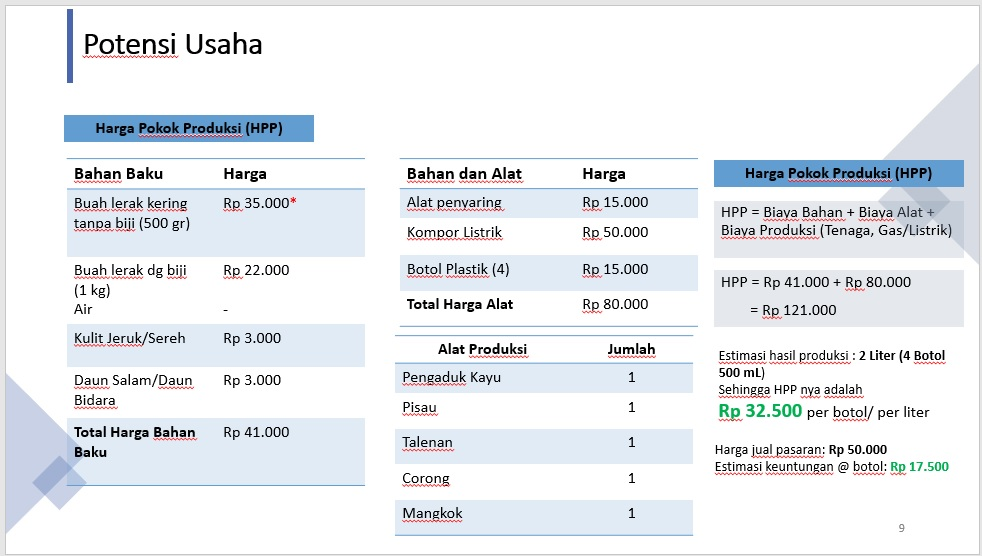 Potensi Usaha
Harga Pokok Produksi (HPP)
Bahan Baku Harga
Buah lerak kering Rp 35.000*
tanpa biji (500 gr)
Buah lerak dg biji Rp 22.000
(1 kg)
Air -
Kulit Jeruk/Sereh Rp 3.000
Daun Salam/Daun Rp 3.000
Bidara
Total Harga Bahan Rp 41.000
Baku
Bahan dan Alat Harga
Alat penyaring Rp 15.000
Kompor Listrik Rp 50.000
Botol Plastik (4) Rp 15.000
Total Harga Alat Rp 80.000
Alat Produksi Jumlah
Pengaduk Kayu 1
Pisau 1
Talenan 1
Corong 1
Mangkok 1
Harga Pokok Produksi (HPP)
HPP = Biaya Bahan + Biaya Alat +
Biaya Produksi (Tenaga, Gas/Listrik)
HPP = Rp 41.000 + Rp 80.000
= Rp 121.000
Estimasi hasil produksi : 2 Liter (4 Botol
500 mL)
Sehingga HPP nya adalah
Rp 32.500 per botol/ per liter
Harga jual pasaran: Rp 50.000
Estimasi keuntungan @ botol: Rp 17.500
9